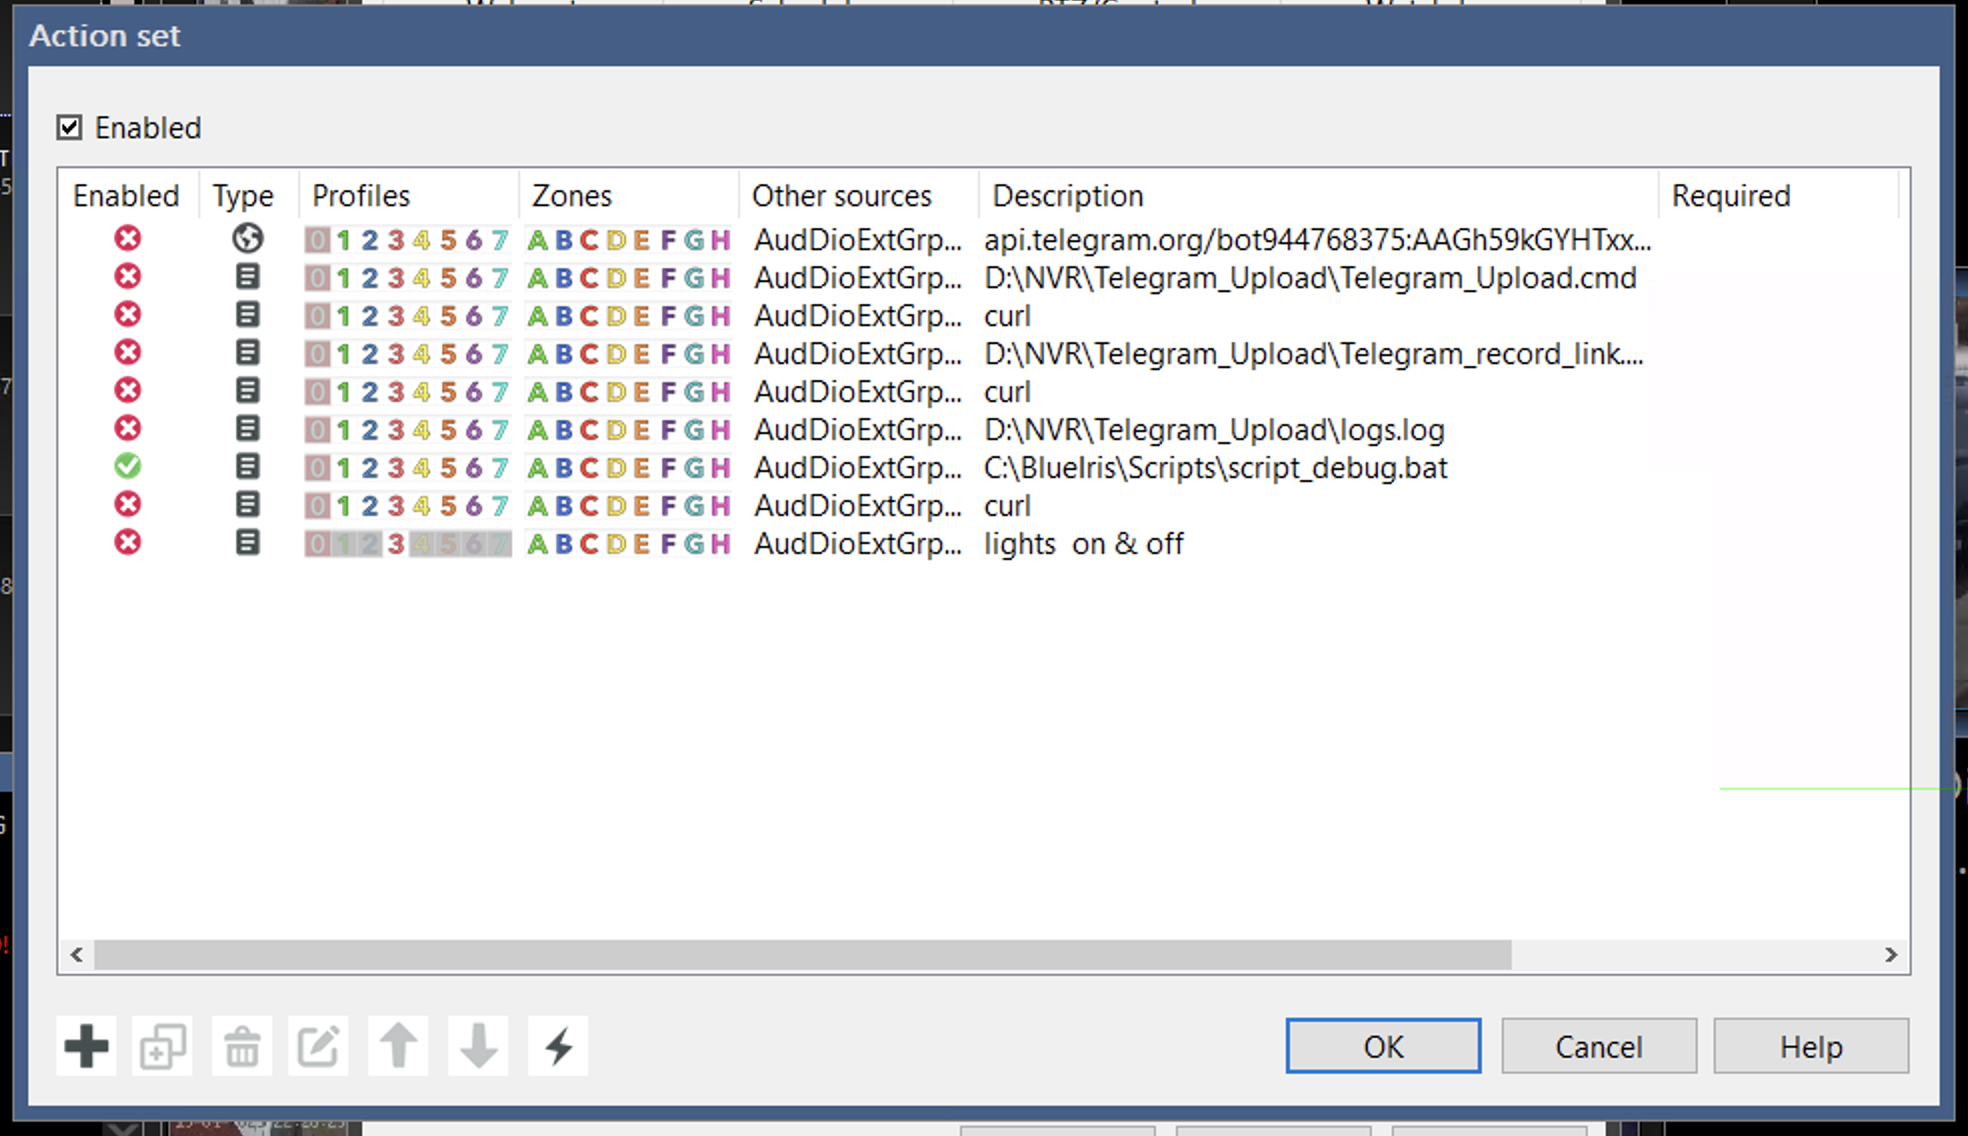 Action set
Enabled
Enabled Type Profiles Zones Other sources Description Required
0 1 2 3 4 5 6 7 A B C D E F G H AudDioExtGrp... api.telegram.org/bot944768375:AAGh59kGYHTxx...
0 1 2 3 4 5 6 7 A B C D E F G H AudDioExtGrp... D:\NVR\Telegram_Upload\Telegram_Upload.cmd
0 1 2 3 4 5 6 7 A B C D E F G H AudDioExtGrp... curl
0 1 2 3 4 5 6 7 A B C D E F G H AudDioExtGrp... D:\NVR\Telegram_Upload\Telegram_record_link....
0 1 2 3 4 5 6 7 A B C D E F G H AudDioExtGrp... curl
0 1 2 3 4 5 6 7 A B C D E F G H AudDioExtGrp... D:\NVR\Telegram_Upload\logs.log
0 1 2 3 4 5 6 7 A B C D E F G H AudDioExtGrp... C:\BlueIris\Scripts\script_debug.bat
0 1 2 3 4 5 6 7 A B C D E F G H AudDioExtGrp... curl
0 1 2 3 4 5 6 7 A B C D E F G H AudDioExtGrp... lights on & off
OK Cancel Help